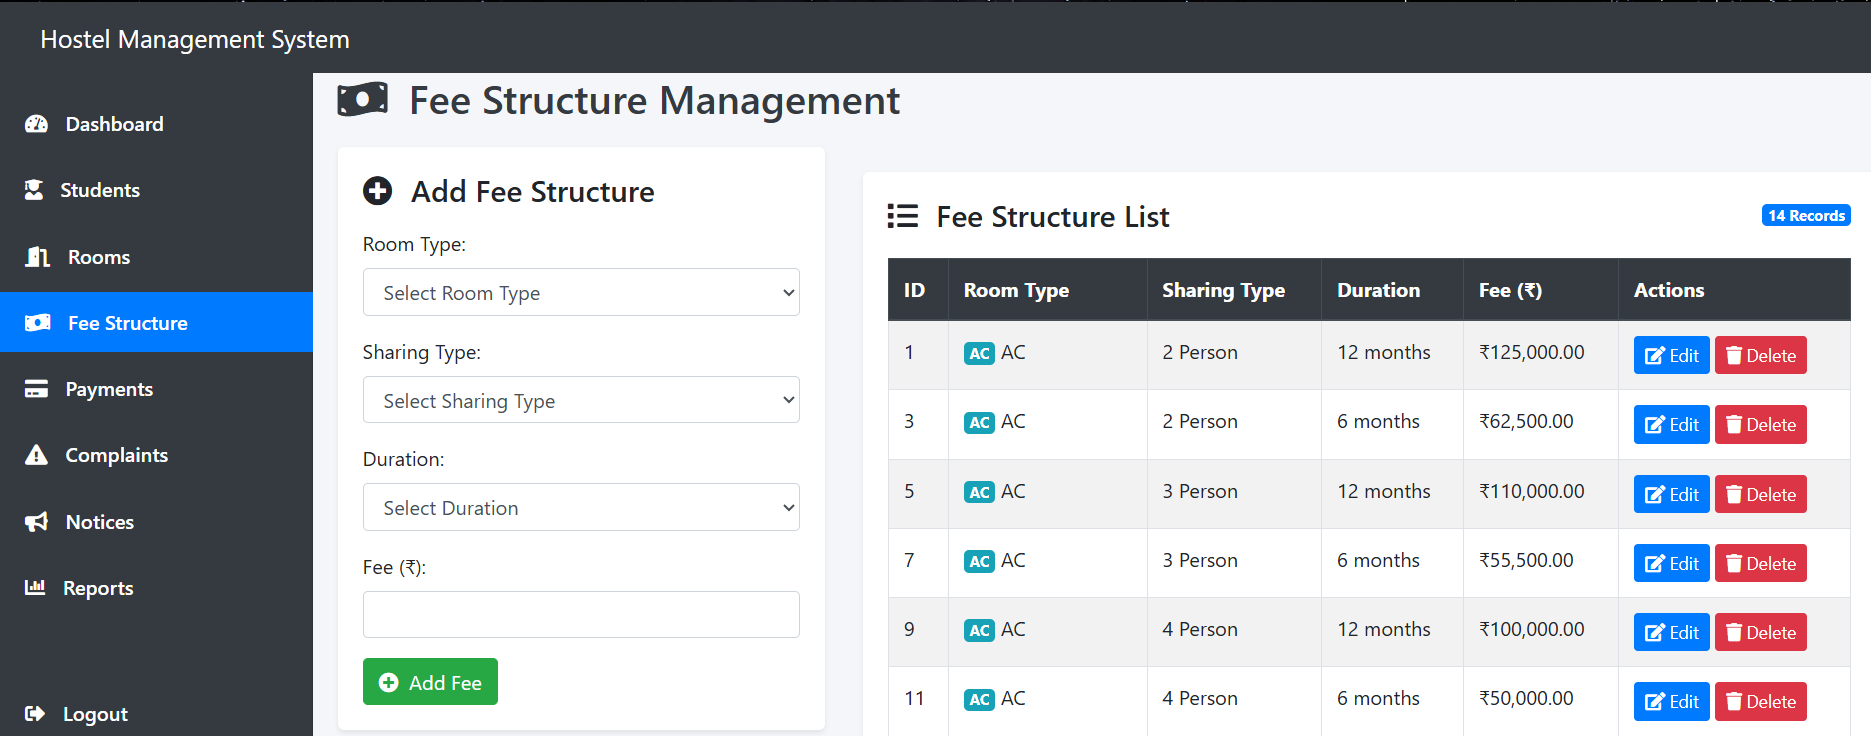 Hostel Management System
Dashboard
Students
Rooms
Fee Structure
Payments
Complaints
Notices
Reports
Logout
Fee Structure Management
Add Fee Structure
Room Type:
Select Room Type
Sharing Type:
Select Sharing Type
Duration:
Select Duration
Fee (₹):
Add Fee
Fee Structure List
14 Records
ID Room Type Sharing Type Duration Fee (₹) Actions
1 AC AC 2 Person 12 months ₹125,000.00 Edit Delete
3 AC AC 2 Person 6 months ₹62,500.00 Edit Delete
5 AC AC 3 Person 12 months ₹110,000.00 Edit Delete
7 AC AC 3 Person 6 months ₹55,500.00 Edit Delete
9 AC AC 4 Person 12 months ₹100,000.00 Edit Delete
11 AC AC 4 Person 6 months ₹50,000.00 Edit Delete